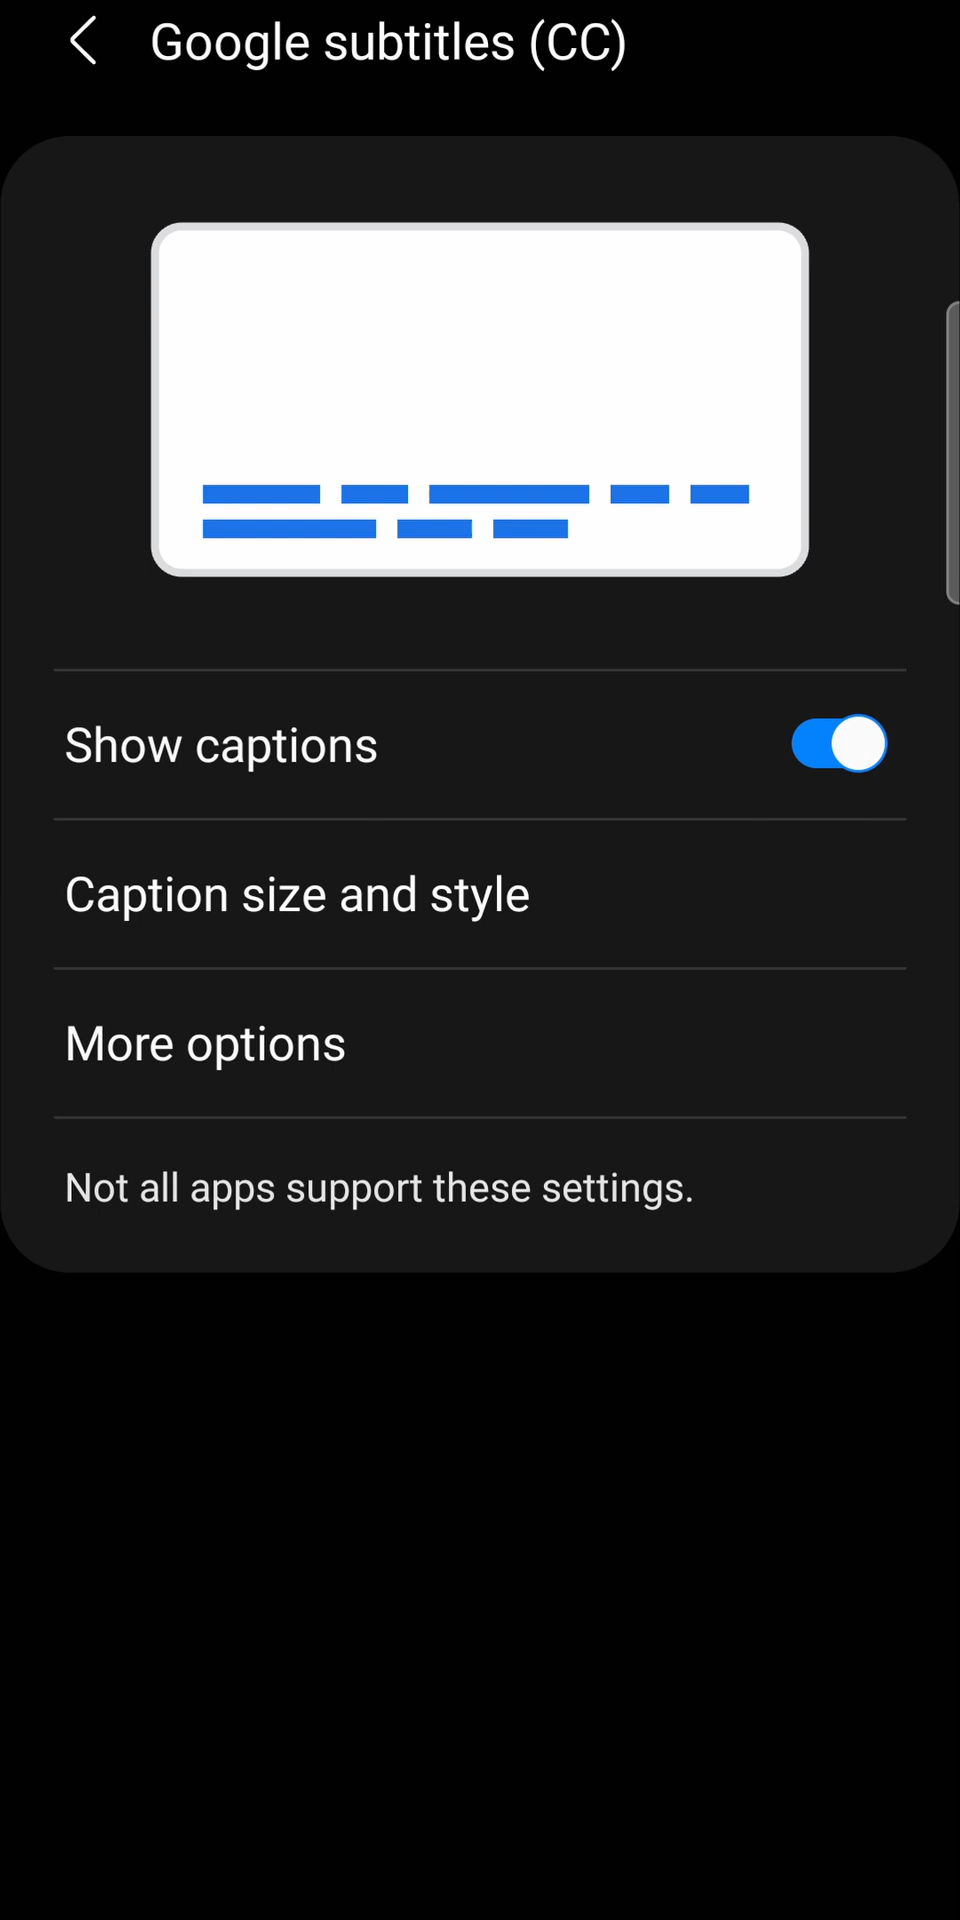 Google subtitles (CC)
Show captions
Caption size and style
More options
Not all apps support these settings.